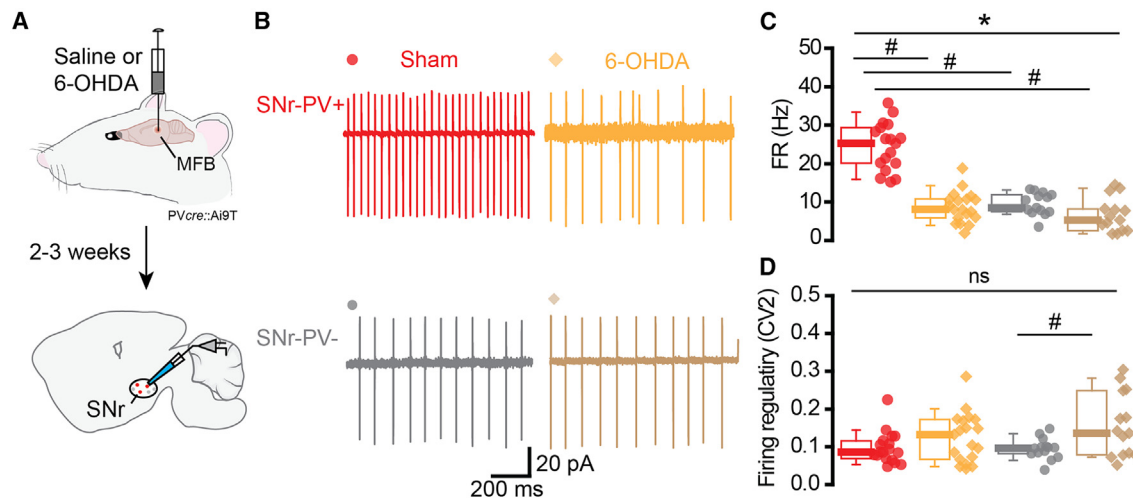 A
Saline or
6-OHDA
MFB
PVcre::Ai9T
2-3 weeks
SNr
B
Sham
6-OHDA
SNr-PV+
SNr-PV-
20 pA
200 ms
C
*
#
#
#
FR (Hz)
50
40
30
20
10
0
D
ns
#
Firing regulatiry (CV2)
0.5
0.4
0.3
0.2
0.1
0.0